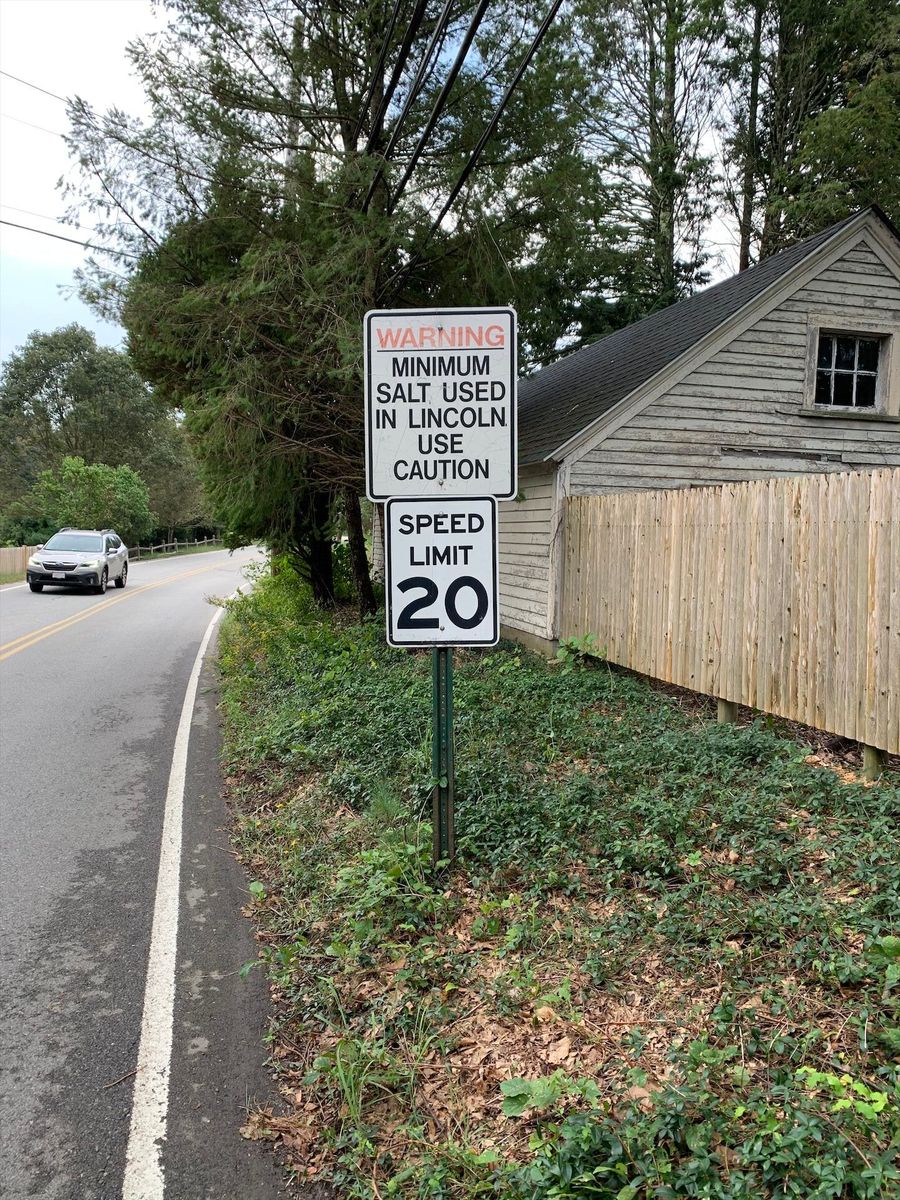 WARNING
MINIMUM
SALT USED
IN LINCOLN
USE
CAUTION
SPEED
LIMIT
20